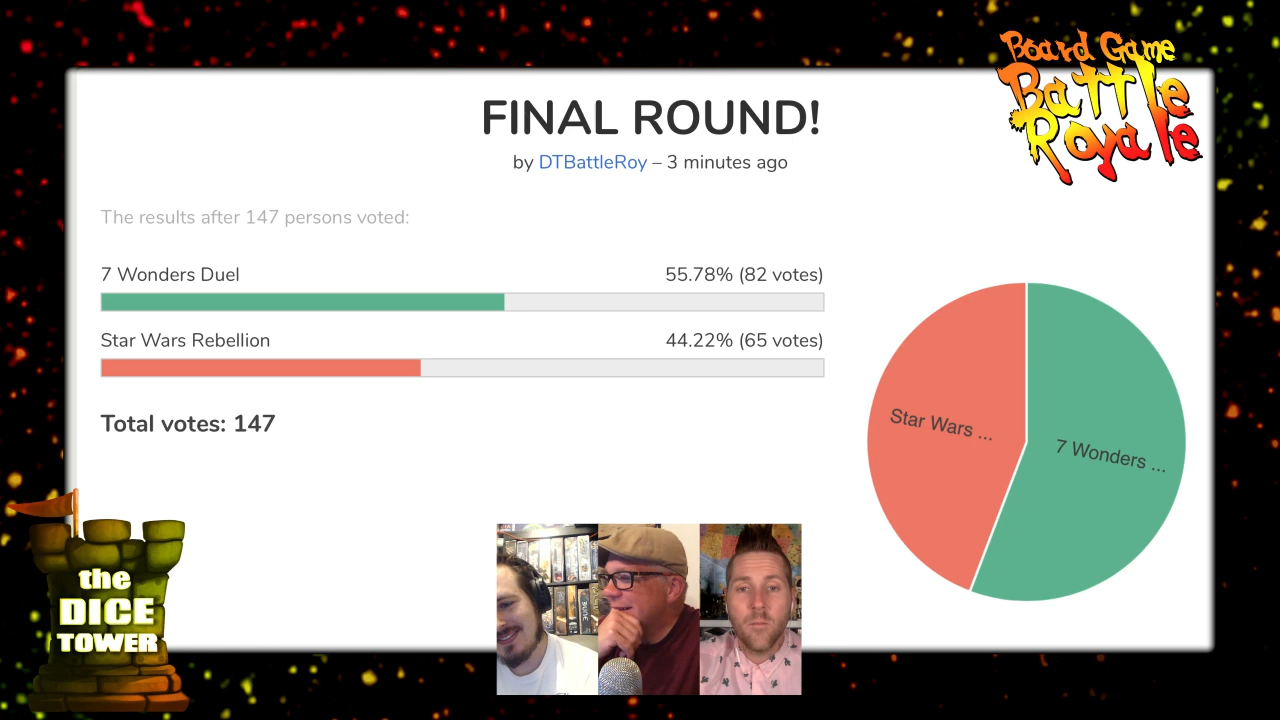 Board Game
Battle
Royale
FINAL ROUND!
by DTBattleRoy – 3 minutes ago
The results after 147 persons voted:
7 Wonders Duel 55.78% (82 votes)
Star Wars Rebellion 44.22% (65 votes)
Total votes: 147
Star Wars ...
7 Wonders ...
the
DICE
TOWER